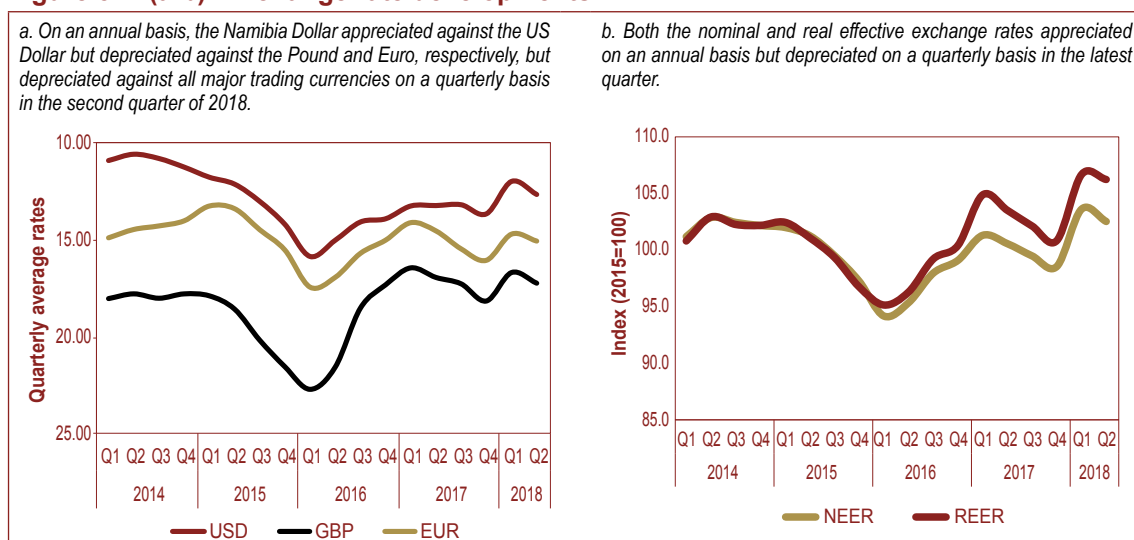 a. On an annual basis, the Namibia Dollar appreciated against the US
Dollar but depreciated against the Pound and Euro, respectively, but
depreciated against all major trading currencies on a quarterly basis
in the second quarter of 2018.
Quarterly average rates
10.00
15.00
20.00
25.00
Q1 Q2 Q3 Q4 Q1 Q2 Q3 Q4 Q1 Q2 Q3 Q4 Q1 Q2 Q3 Q4 Q1 Q2
2014 2015 2016 2017 2018
USD GBP EUR
b. Both the nominal and real effective exchange rates appreciated
on an annual basis but depreciated on a quarterly basis in the latest
quarter.
Index (2015=100)
110.0
105.0
100.0
95.0
90.0
85.0
Q1 Q2 Q3 Q4 Q1 Q2 Q3 Q4 Q1 Q2 Q3 Q4 Q1 Q2 Q3 Q4 Q1 Q2
2014 2015 2016 2017 2018
NEER REER